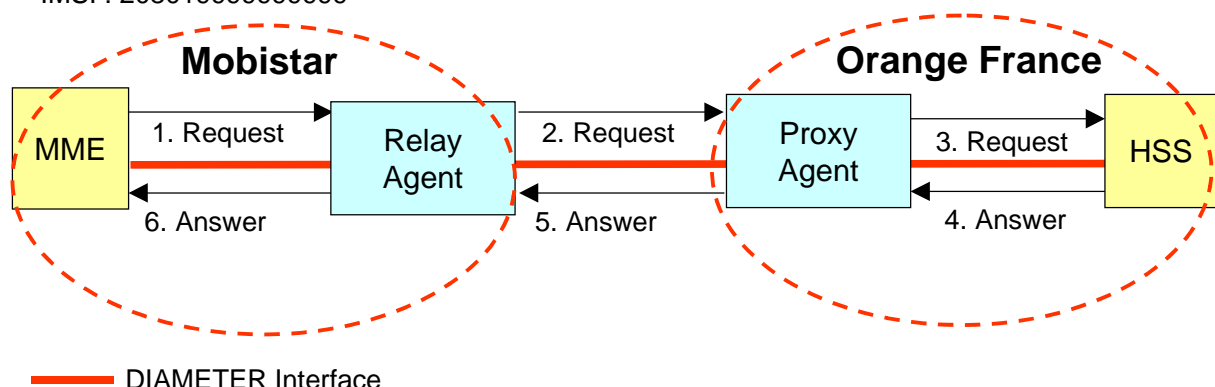 Mobistar
Orange France
MME
1. Request
Relay
Agent
2. Request
Proxy
Agent
3. Request
HSS
6. Answer
5. Answer
4. Answer
DIAMETER Interface